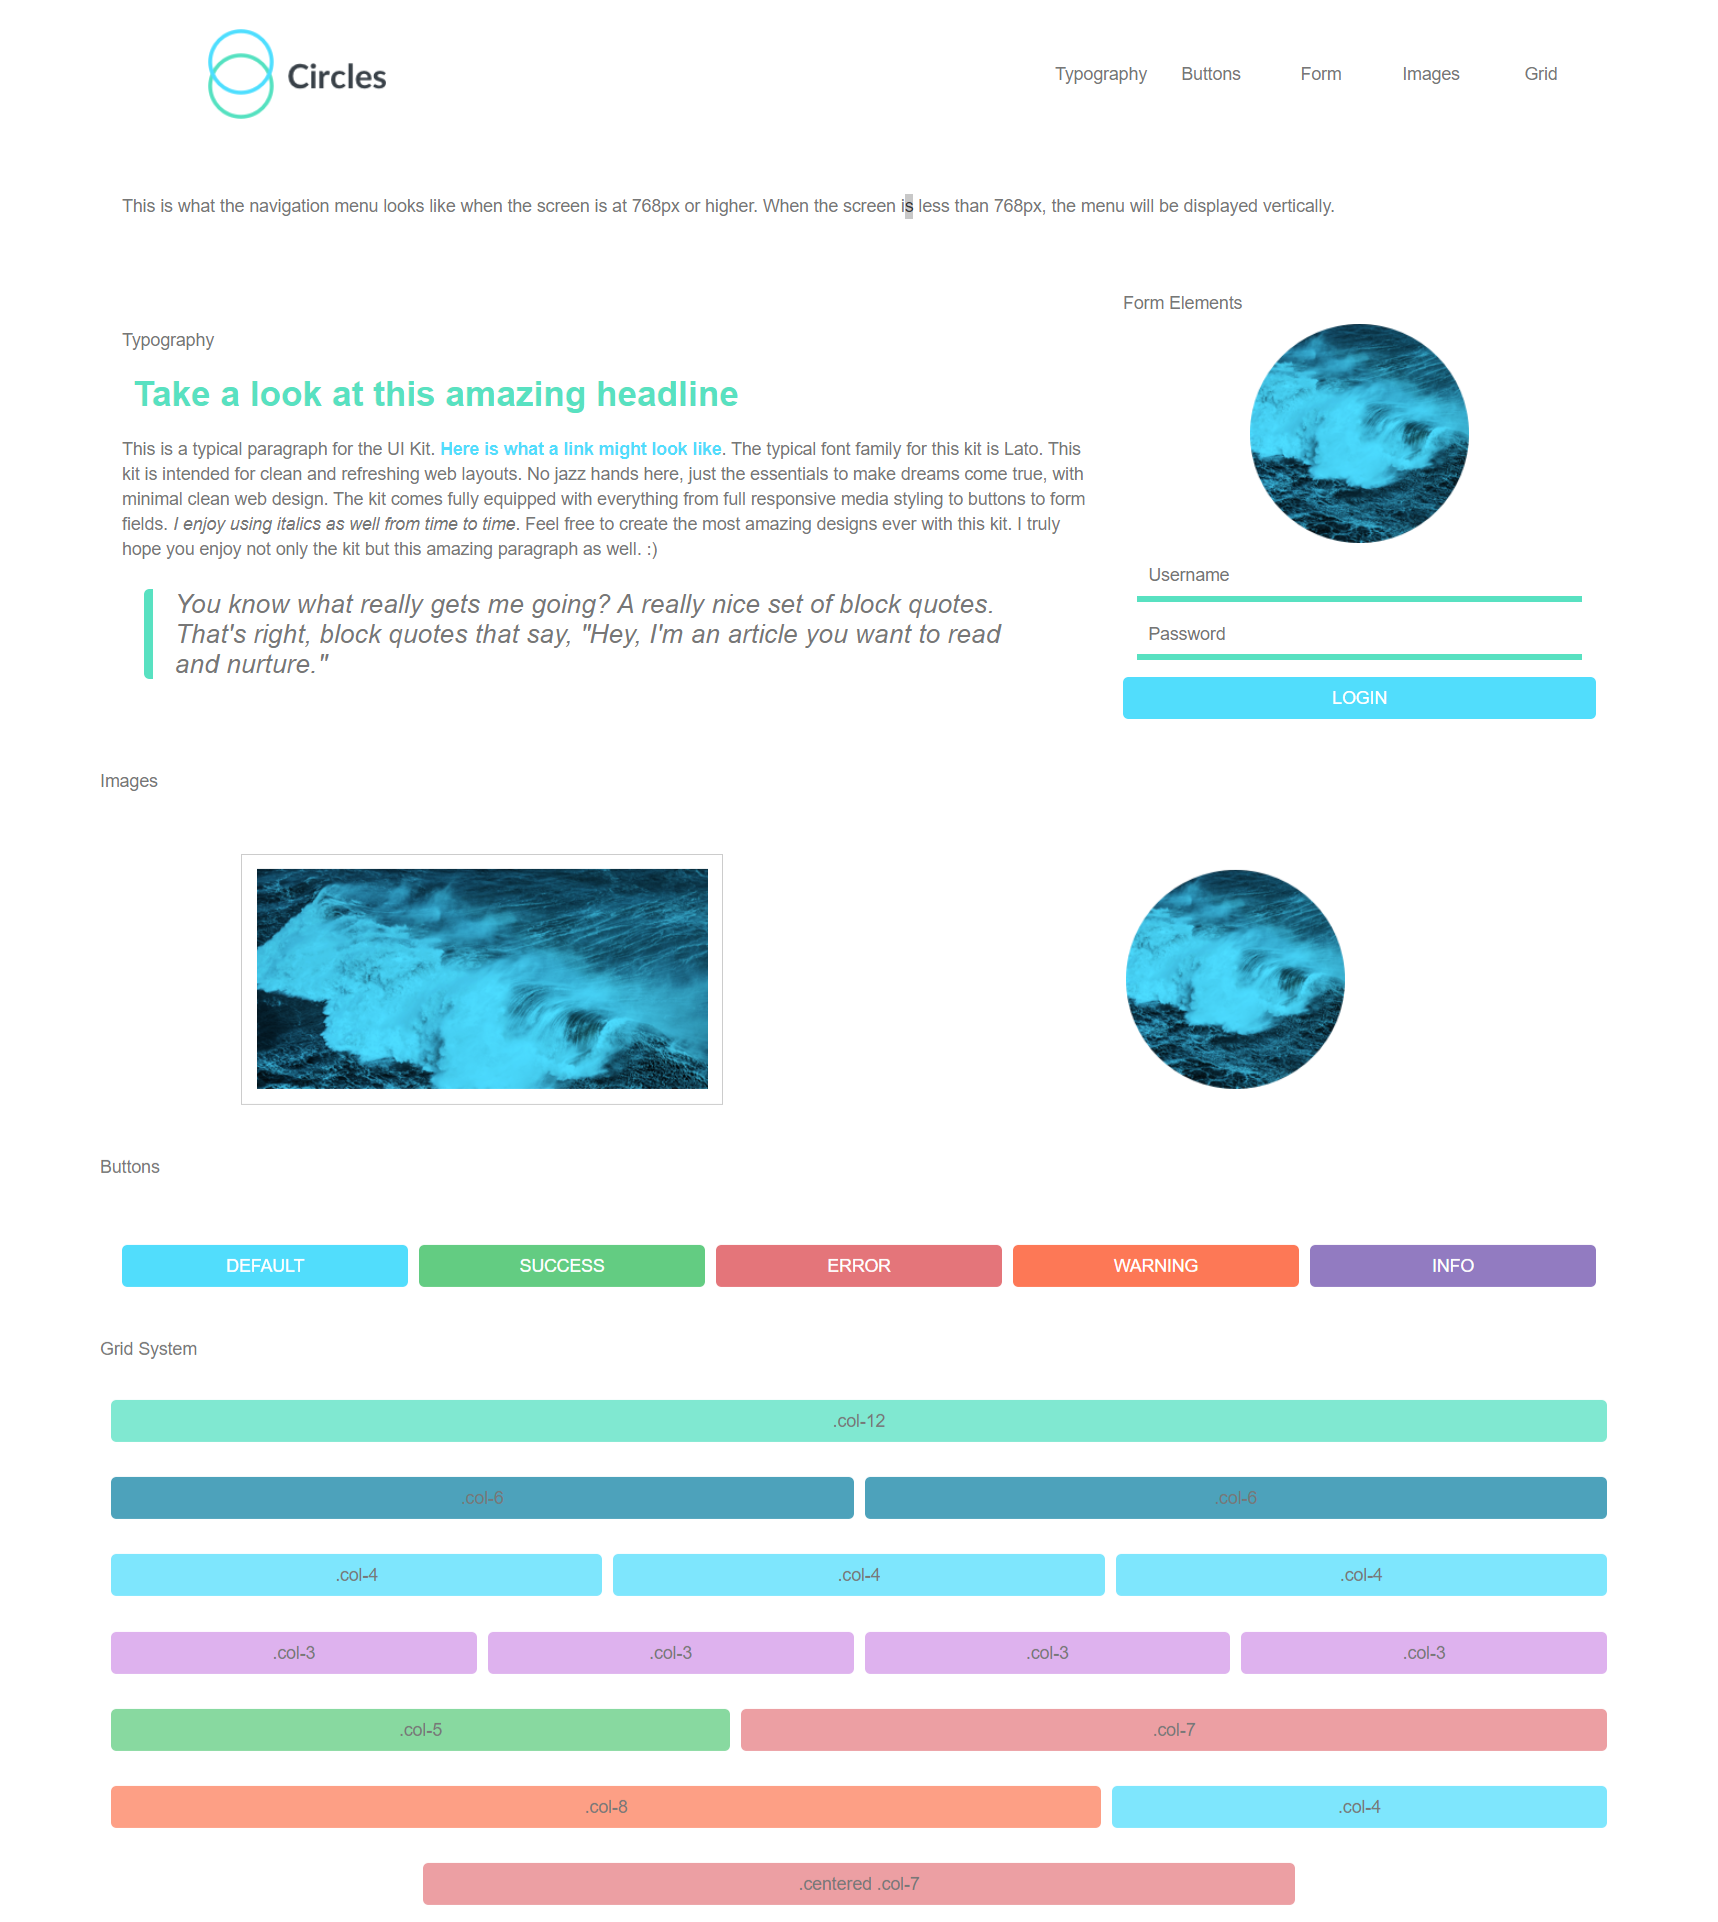 Circles
Typography Buttons Form Images Grid
This is what the navigation menu looks like when the screen is at 768px or higher. When the screen is less than 768px, the menu will be displayed vertically.
Typography
Take a look at this amazing headline
This is a typical paragraph for the UI Kit. Here is what a link might look like. The typical font family for this kit is Lato. This
kit is intended for clean and refreshing web layouts. No jazz hands here, just the essentials to make dreams come true, with
minimal clean web design. The kit comes fully equipped with everything from full responsive media styling to buttons to form
fields. I enjoy using italics as well from time to time. Feel free to create the most amazing designs ever with this kit. I truly
hope you enjoy not only the kit but this amazing paragraph as well. :)
You know what really gets me going? A really nice set of block quotes.
That's right, block quotes that say, "Hey, I'm an article you want to read
and nurture."
Form Elements
Username
Password
LOGIN
Images
Buttons
DEFAULT SUCCESS ERROR WARNING INFO
Grid System
.col-12
.col-6 .col-6
.col-4 .col-4 .col-4
.col-3 .col-3 .col-3 .col-3
.col-5 .col-7
.col-8 .col-4
.centered .col-7